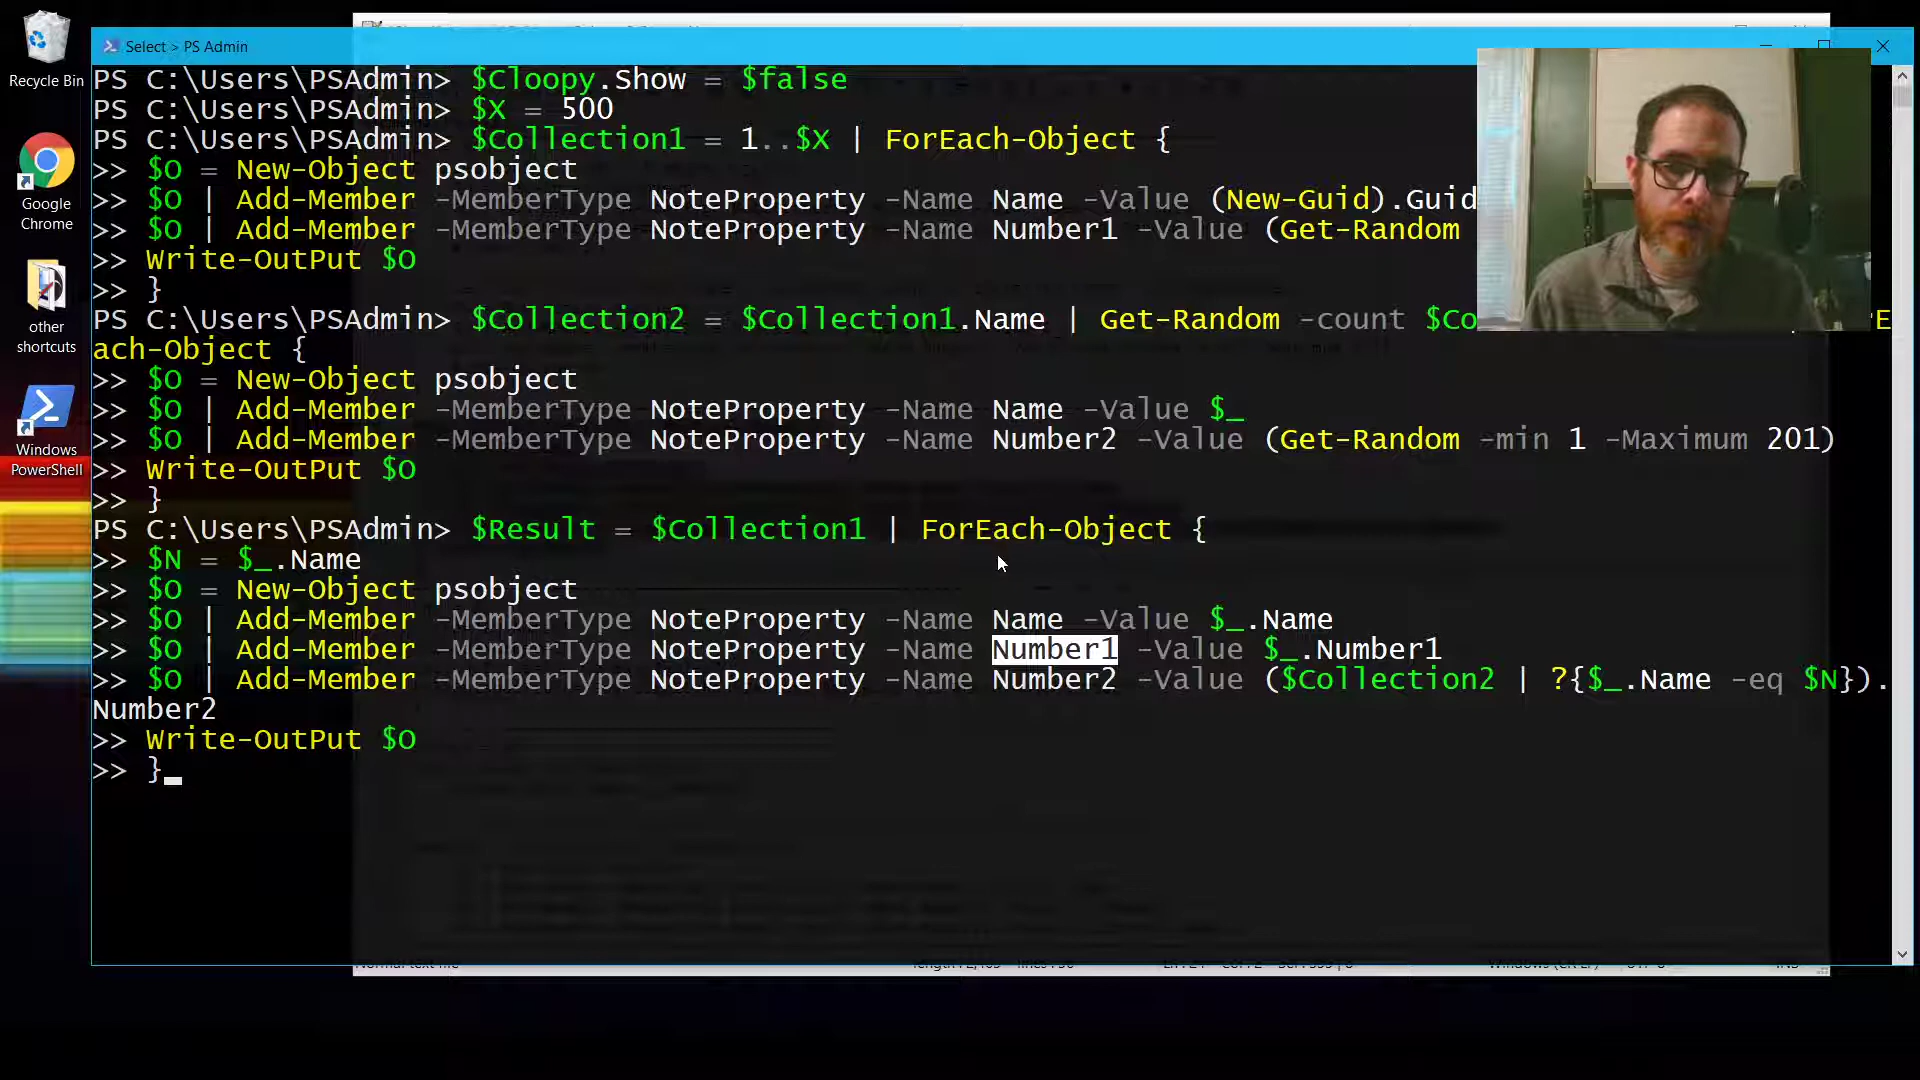 Select > PS Admin
Recycle Bin
Google
Chrome
other
shortcuts
Windows
PowerShell
PS C:\Users\PSAdmin> $Cloopy.Show = $false
PS C:\Users\PSAdmin> $X = 500
PS C:\Users\PSAdmin> $Collection1 = 1..$X | ForEach-Object {
>> $O = New-Object psobject
>> $O | Add-Member -MemberType NoteProperty -Name Name -Value (New-Guid).Guid
>> $O | Add-Member -MemberType NoteProperty -Name Number1 -Value (Get-Random
>> Write-OutPut $O
>> }
PS C:\Users\PSAdmin> $Collection2 = $Collection1.Name | Get-Random -count $Co
ach-Object {
>> $O = New-Object psobject
>> $O | Add-Member -MemberType NoteProperty -Name Name -Value $_
>> $O | Add-Member -MemberType NoteProperty -Name Number2 -Value (Get-Random -min 1 -Maximum 201)
>> Write-OutPut $O
>> }
PS C:\Users\PSAdmin> $Result = $Collection1 | ForEach-Object {
>> $N = $_.Name
>> $O = New-Object psobject
>> $O | Add-Member -MemberType NoteProperty -Name Name -Value $_.Name
>> $O | Add-Member -MemberType NoteProperty -Name Number1 -Value $_.Number1
>> $O | Add-Member -MemberType NoteProperty -Name Number2 -Value ($Collection2 | ?{$_.Name -eq $N}).
Number2
>> Write-OutPut $O
>> }